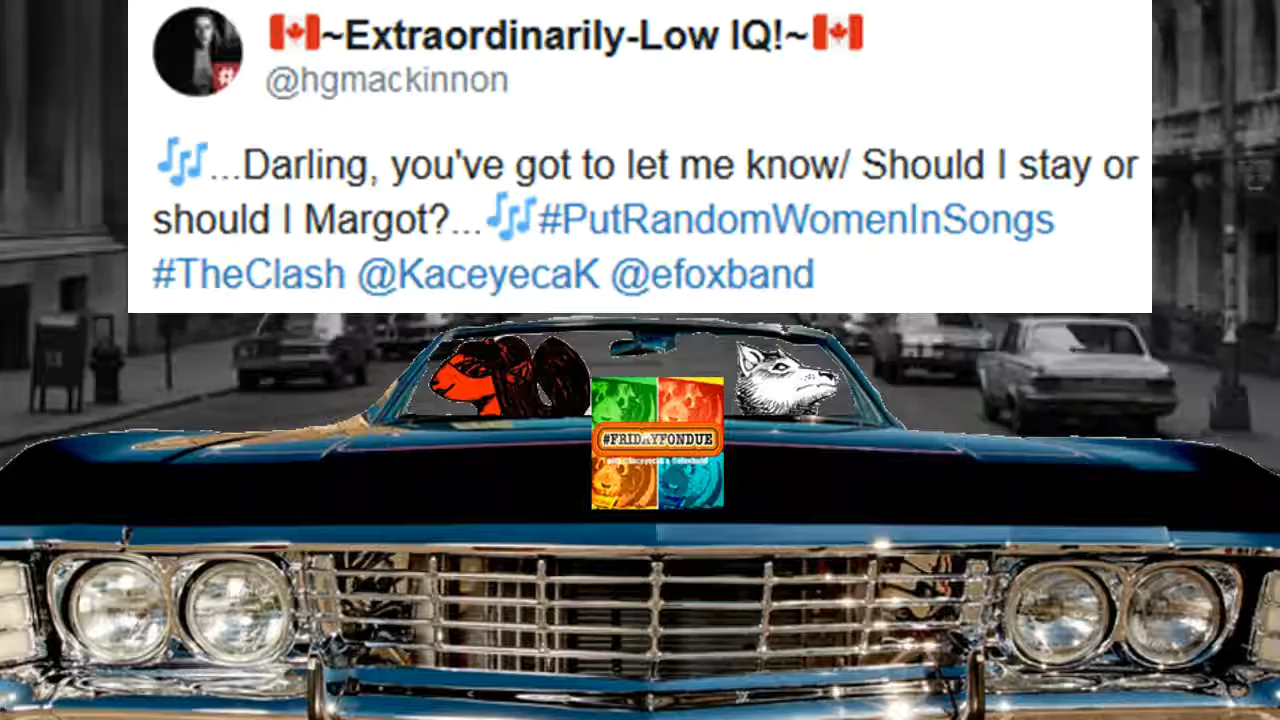 🇨🇦~Extraordinarily-Low IQ!~🇨🇦
@hgmackinnon
🎶...Darling, you've got to let me know/ Should I stay or
should I Margot?...🎶#PutRandomWomenInSongs
#TheClash @KaceyecaK @efoxband
#FRIDAYFONDUE